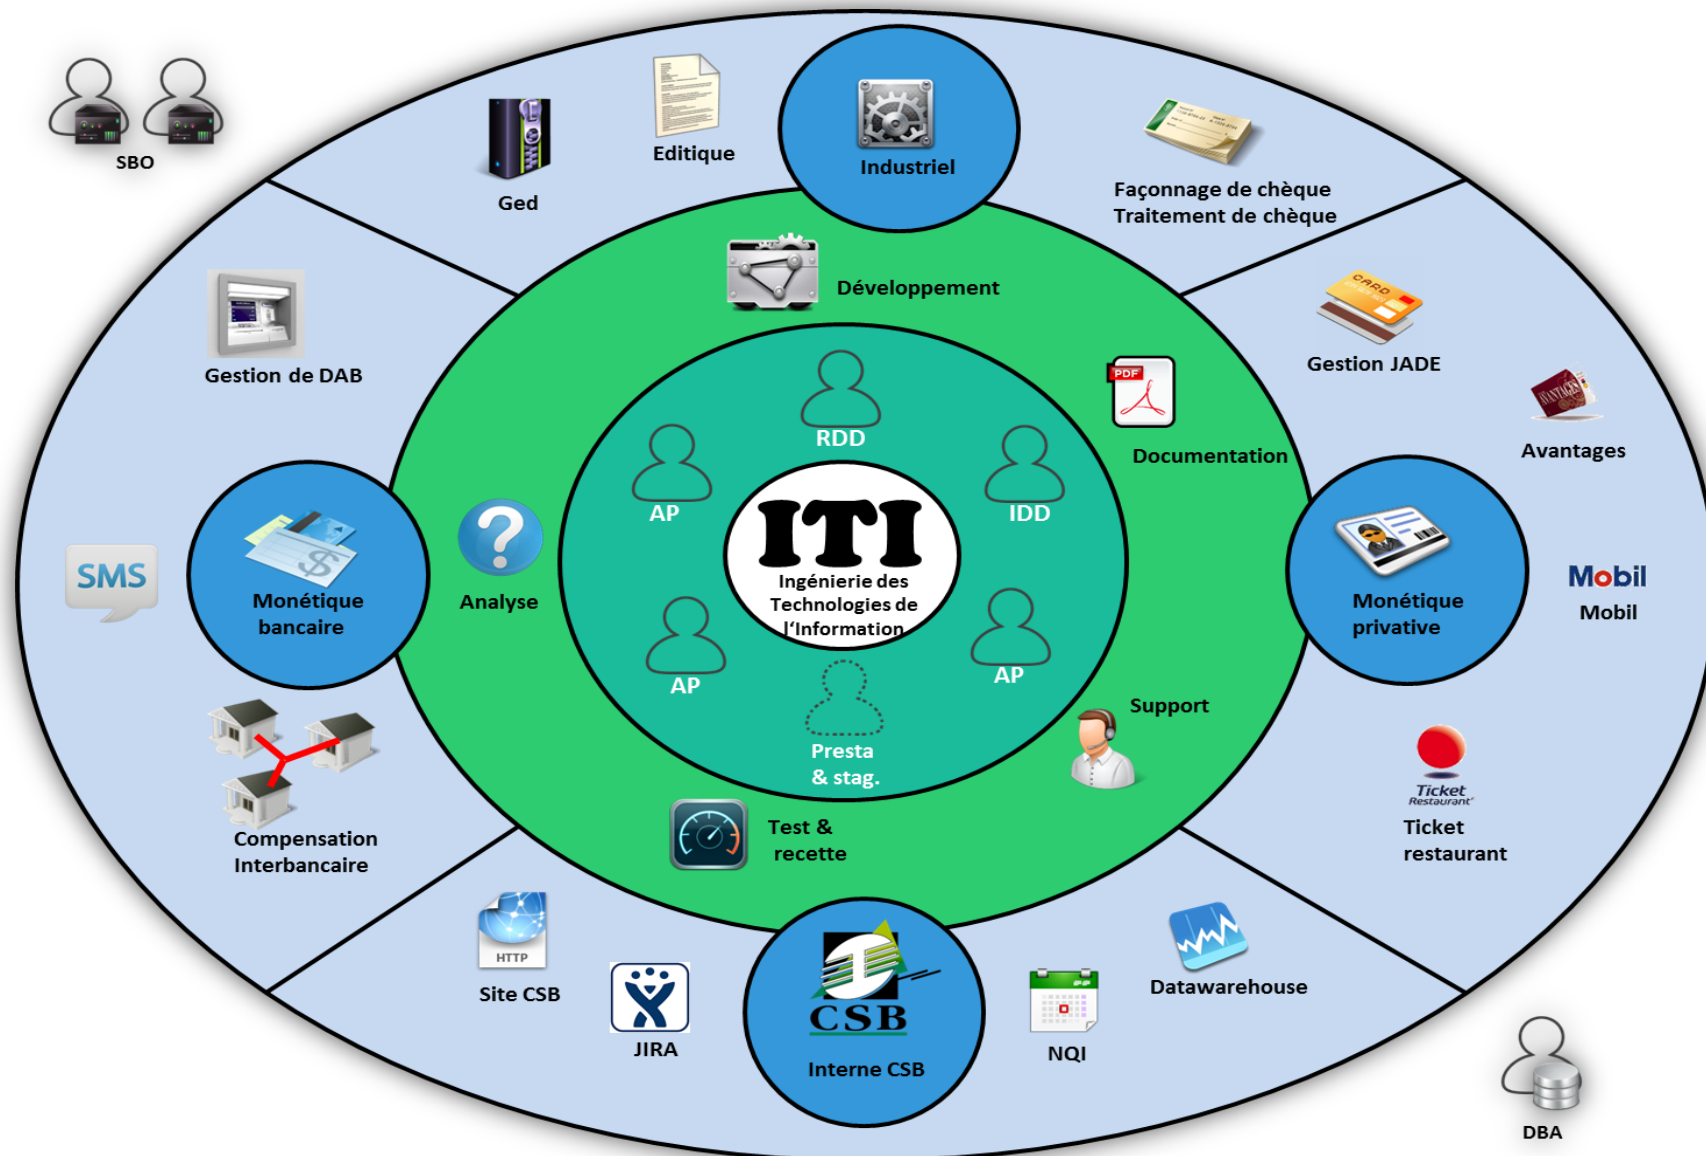 SBO
Ged
Editique
Industriel
Façonnage de chèque
Traitement de chèque
Gestion de DAB
Développement
CARD
Gestion JADE
PDF
Documentation
AVANTAGES
Avantages
RDD
AP
IDD
ITI
Ingénierie des
Technologies de
l‘Information
SMS
Monétique
bancaire
Analyse
Monétique
privative
Mobil
Mobil
AP
AP
Presta
& stag.
Support
Compensation
Interbancaire
Test &
recette
Ticket
Restaurant
Ticket
restaurant
HTTP
Site CSB
JIRA
CSB
Interne CSB
NQI
Datawarehouse
DBA